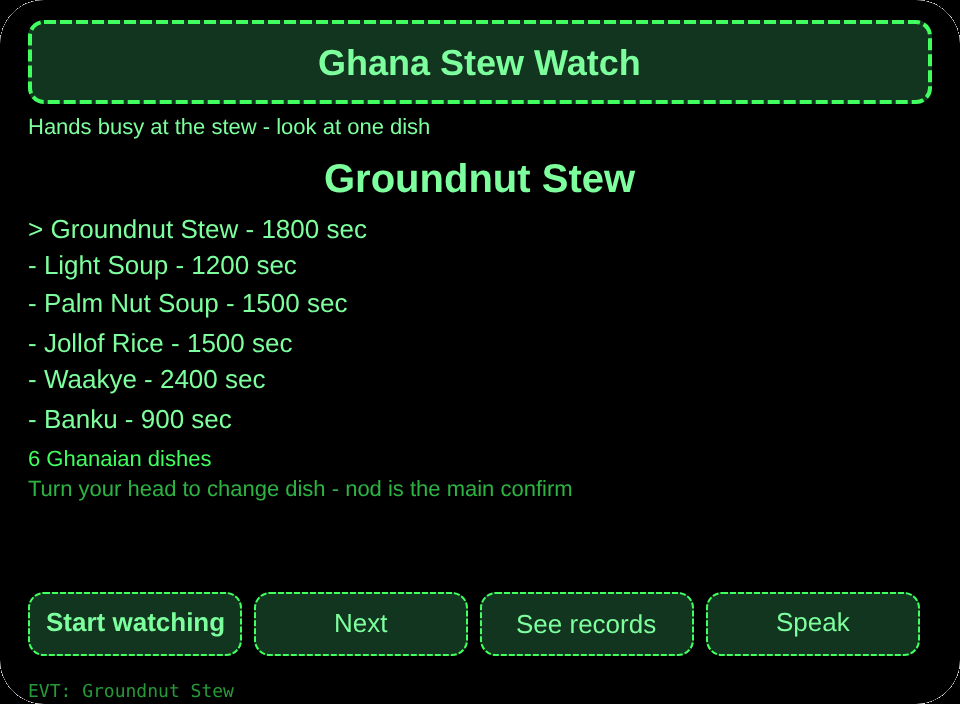 Ghana Stew Watch
Hands busy at the stew - look at one dish
Groundnut Stew
> Groundnut Stew - 1800 sec
- Light Soup - 1200 sec
- Palm Nut Soup - 1500 sec
- Jollof Rice - 1500 sec
- Waakye - 2400 sec
- Banku - 900 sec
6 Ghanaian dishes
Turn your head to change dish - nod is the main confirm
Start watching
Next
See records
Speak
EVT: Groundnut Stew